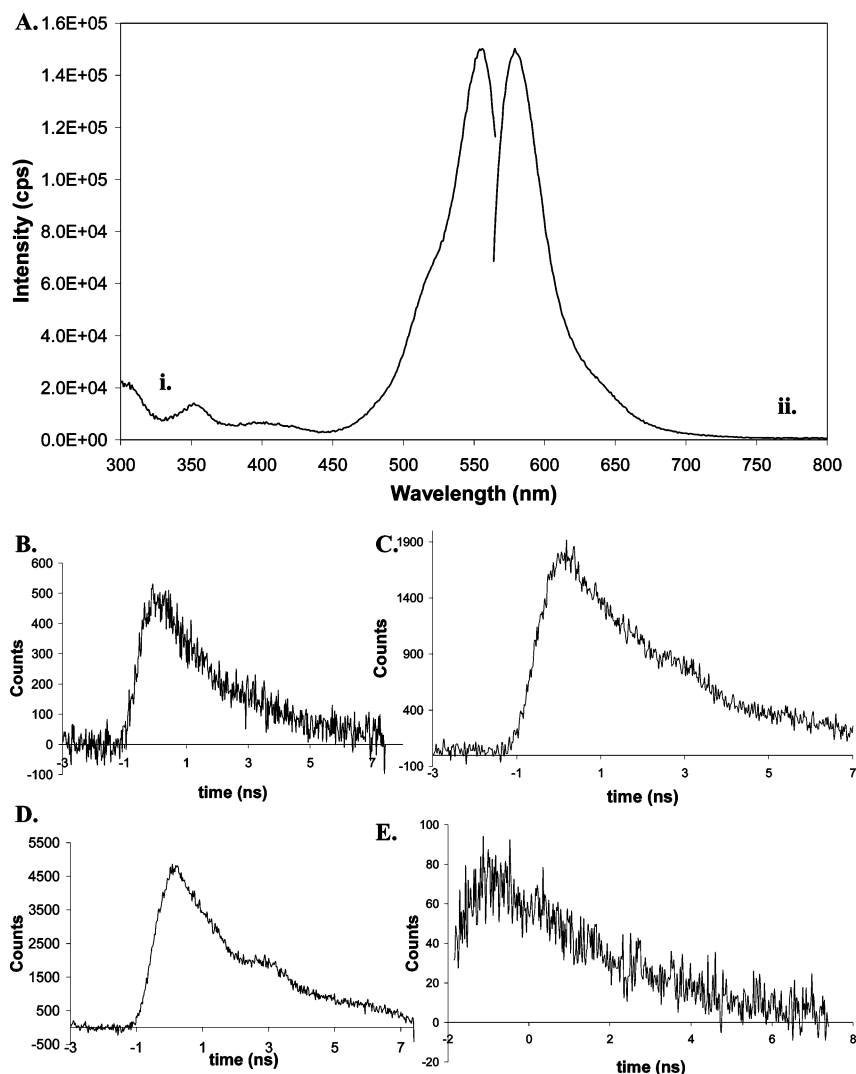 A.
1.6E+05
1.4E+05
1.2E+05
1.0E+05
8.0E+04
6.0E+04
4.0E+04
2.0E+04
0.0E+00
Intensity (cps)
i.
ii.
300 350 400 450 500 550 600 650 700 750 800
Wavelength (nm)
B.
600
500
400
300
200
100
0
-100
Counts
-3 -1 1 3 5 7
time (ns)
C.
1900
1400
900
400
-100
Counts
-3 -1 1 3 5 7
time (ns)
D.
5500
4500
3500
2500
1500
500
-500
Counts
-3 -1 1 3 5 7
time (ns)
E.
100
80
60
40
20
0
-20
Counts
-2 0 2 4 6 8
time (ns)